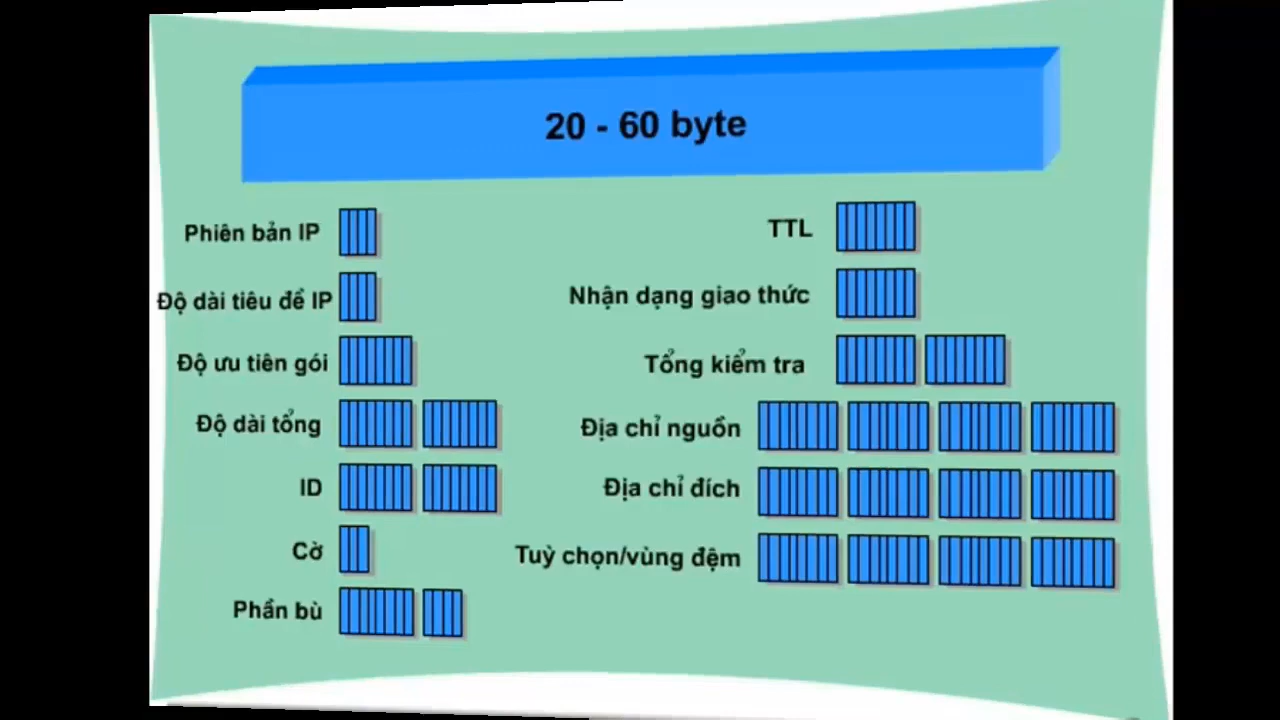 20 - 60 byte
Phiên bản IP
Độ dài tiêu đề IP
Độ ưu tiên gói
Độ dài tổng
ID
Cờ
Phần bù
TTL
Nhận dạng giao thức
Tổng kiểm tra
Địa chỉ nguồn
Địa chỉ đích
Tuỳ chọn/vùng đệm